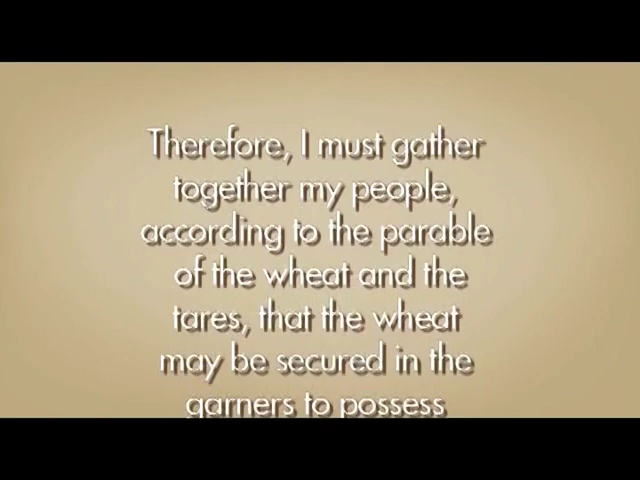 Therefore, I must gather
together my people,
according to the parable
of the wheat and the
tares, that the wheat
may be secured in the
garners to possess